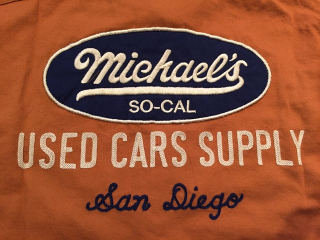 Michael's
SO-CAL
USED CARS SUPPLY
San Diego